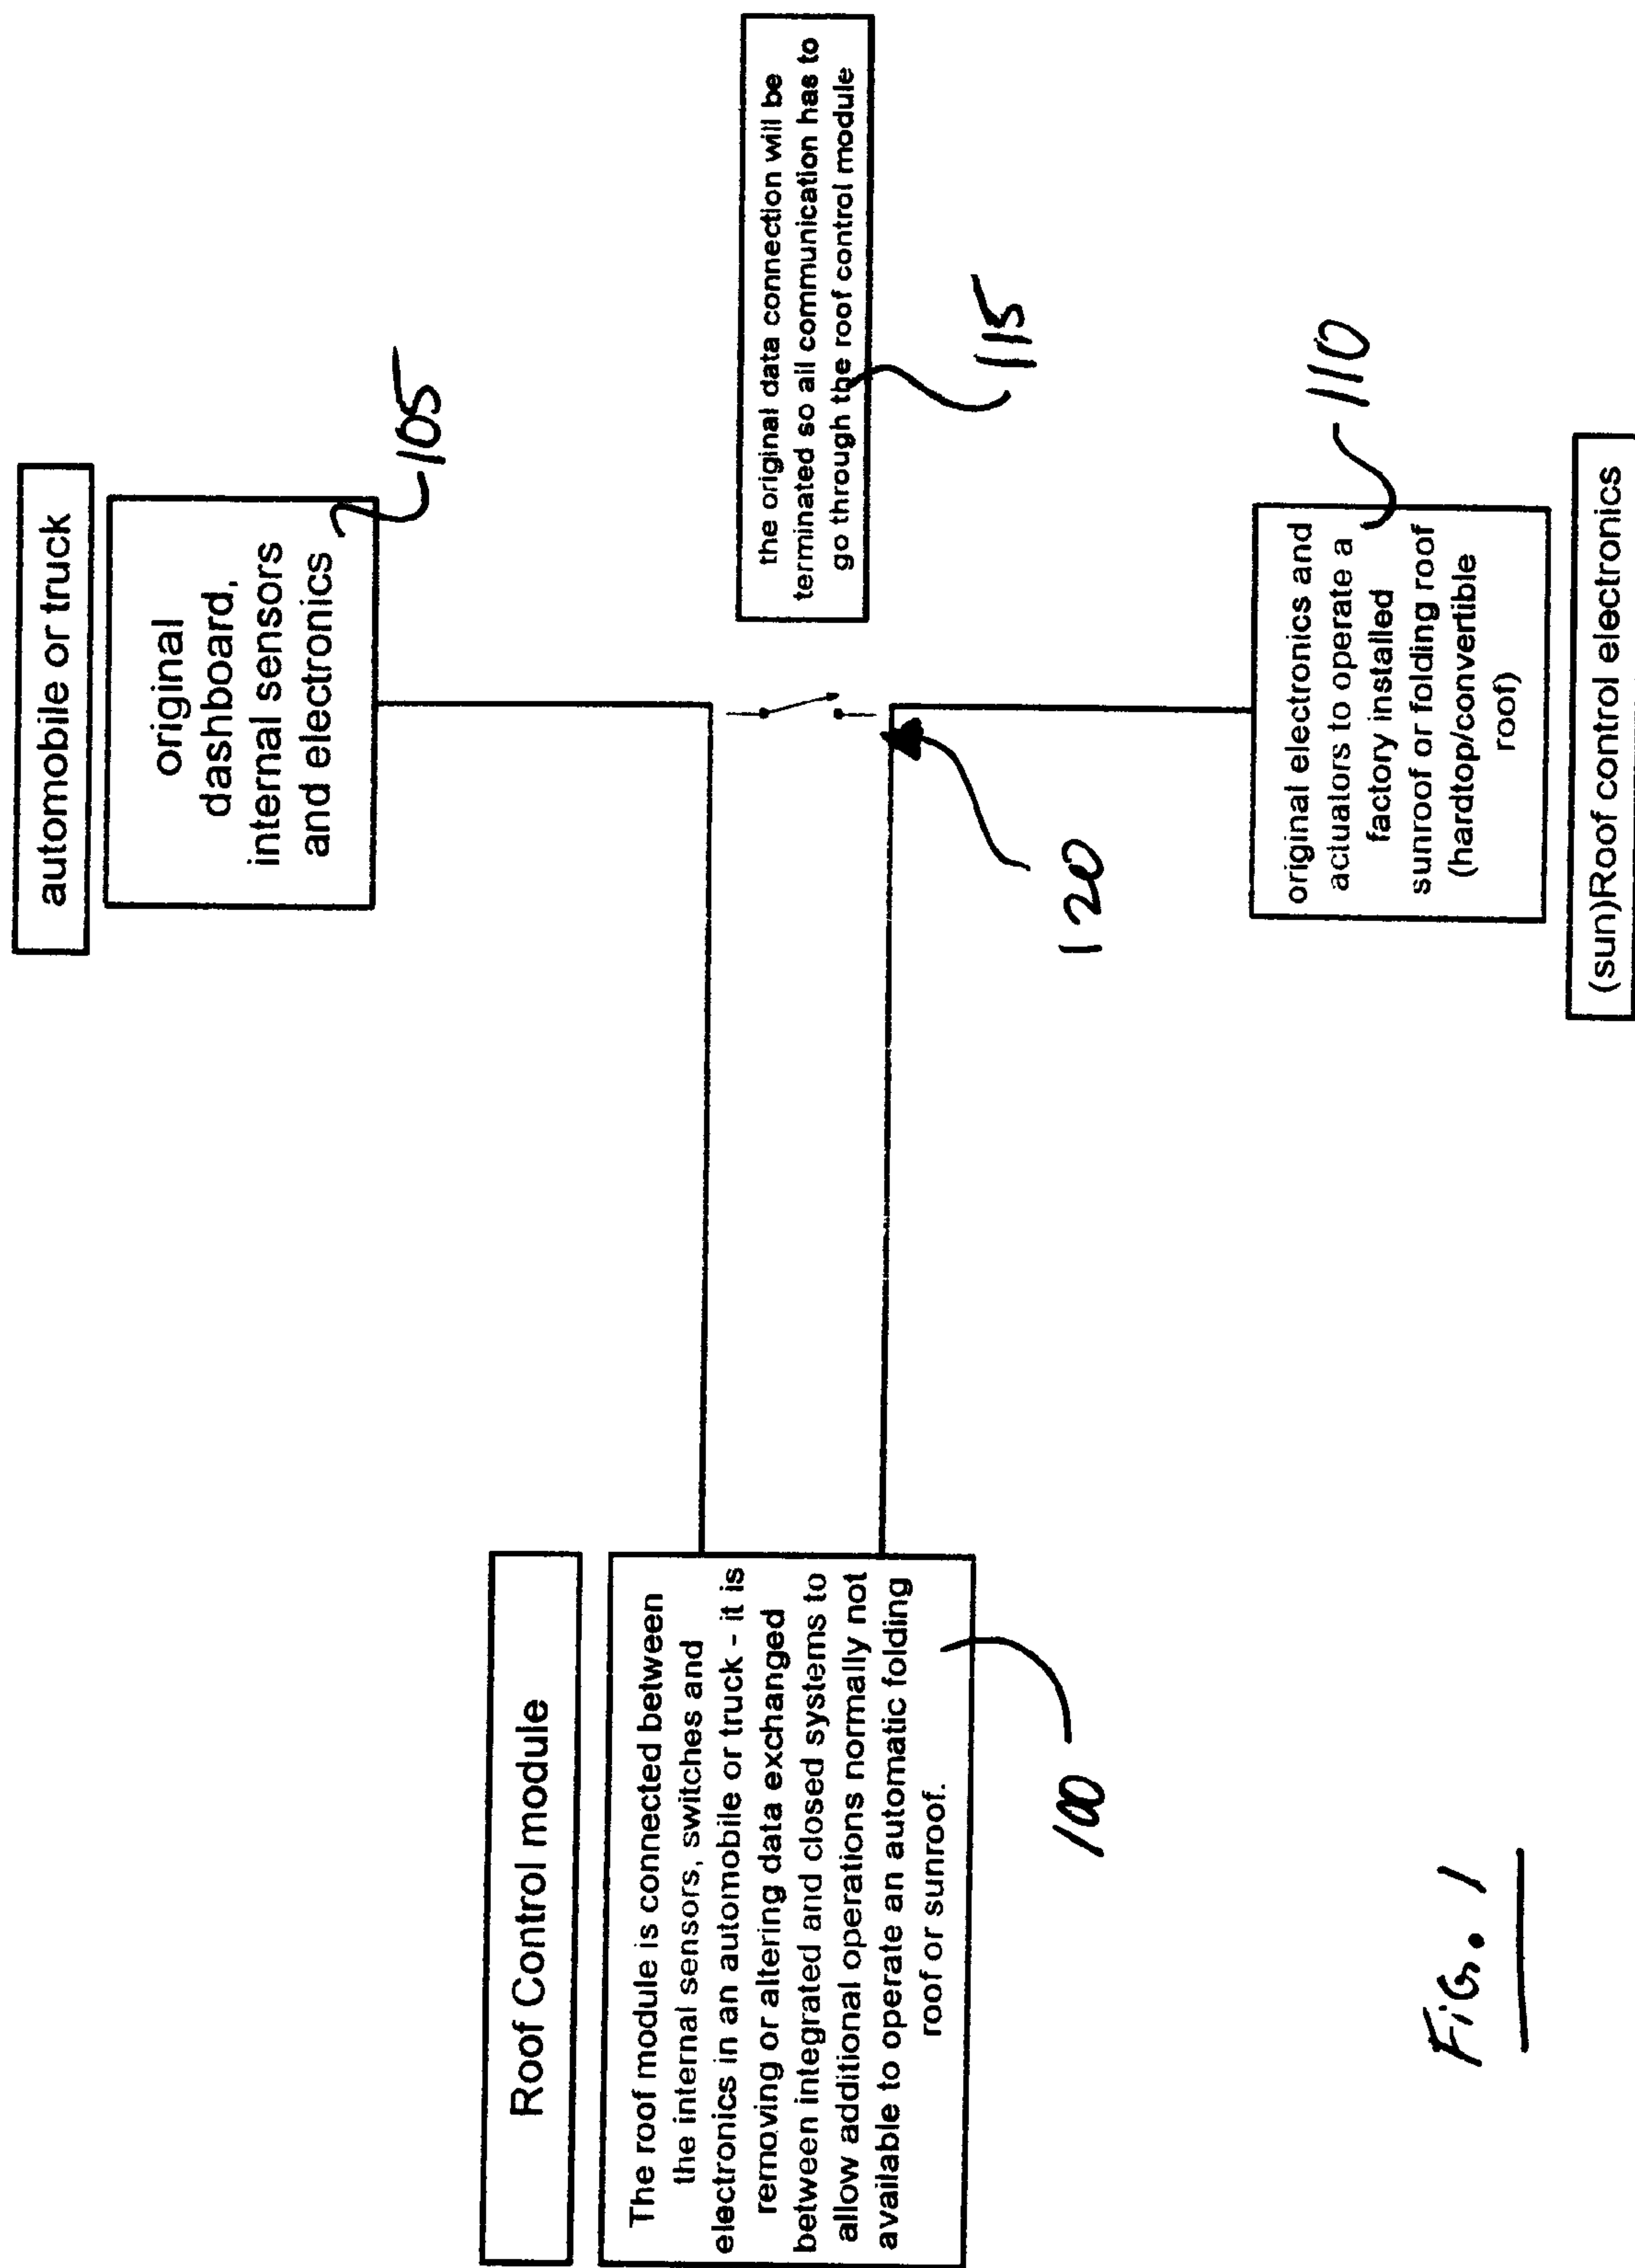 automobile or truck
original
dashboard,
internal sensors
and electronics
105
the original data connection will be
terminated so all communication has to
go through the roof control module
115
120
original electronics and
actuators to operate a
factory installed
sunroof or folding roof
(hardtop/convertible
roof)
110
(sun)Roof control electronics
Roof Control module
The roof module is connected between
the internal sensors, switches and
electronics in an automobile or truck - it is
removing or altering data exchanged
between integrated and closed systems to
allow additional operations normally not
available to operate an automatic folding
roof or sunroof.
100
FiG. 1